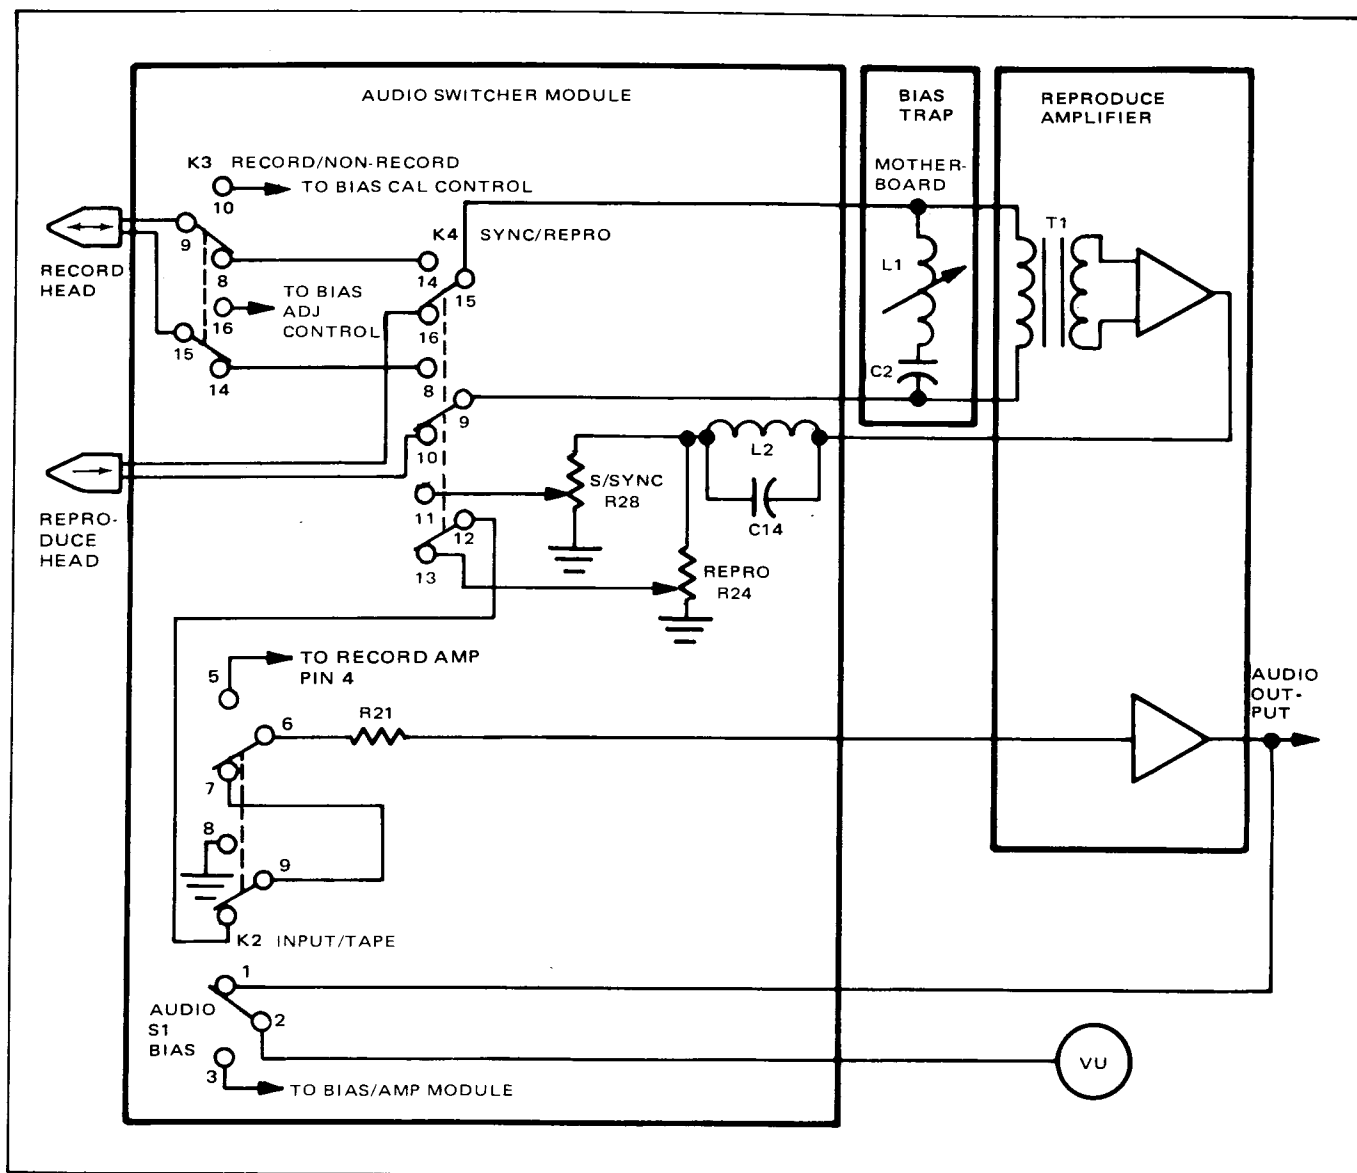 AUDIO SWITCHER MODULE
BIAS
TRAP
REPRODUCE
AMPLIFIER
K3 RECORD/NON-RECORD
10
TO BIAS CAL CONTROL
MOTHER-
BOARD
9
8
K4 SYNC/REPRO
14
15
16
T1
L1
RECORD
HEAD
16
TO BIAS
ADJ
CONTROL
15
14
8
9
C2
10
L2
S/SYNC
R28
11
C14
REPRO-
DUCE
HEAD
12
13
REPRO
R24
5
TO RECORD AMP
PIN 4
AUDIO
OUT-
PUT
6
R21
7
8
9
K2 INPUT/TAPE
1
AUDIO
S1
BIAS
2
3
TO BIAS/AMP MODULE
VU